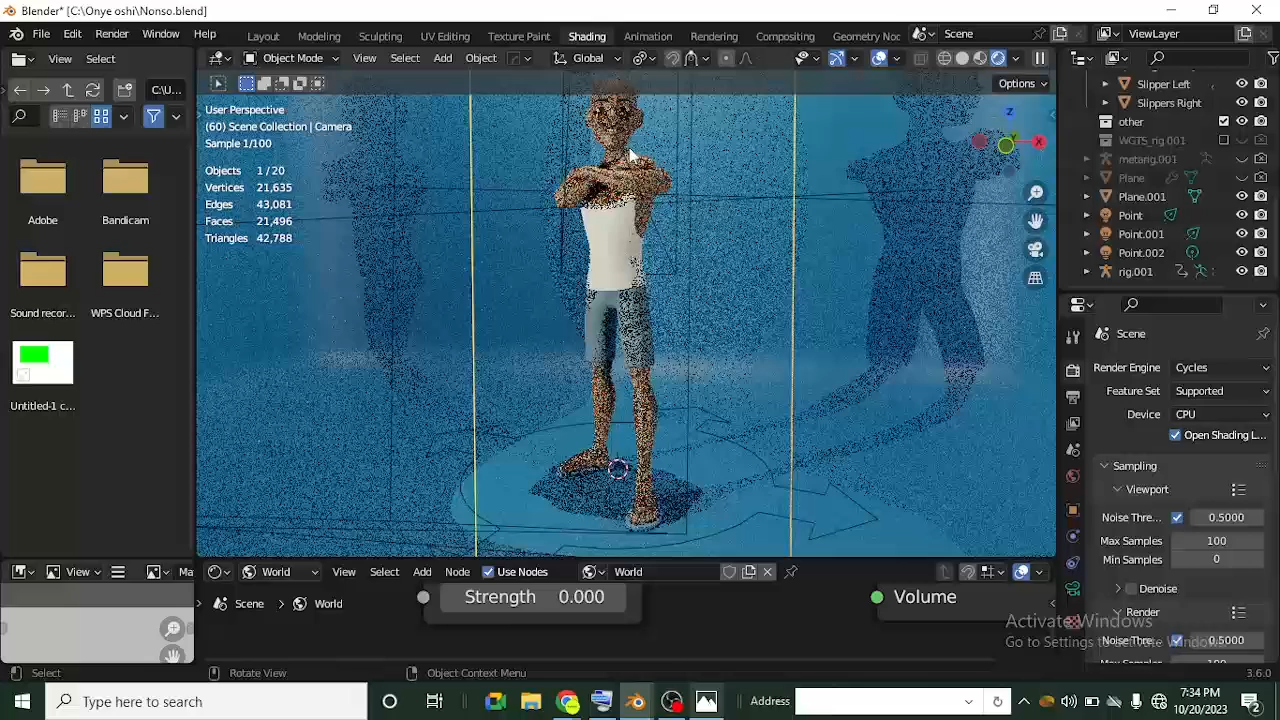 Blender* [C:\Onye oshi\Nonso.blend]
File Edit Render Window Help Layout Modeling Sculpting UV Editing Texture Paint Shading Animation Rendering Compositing Geometry Noc Scene ViewLayer
View Select Object Mode View Select Add Object Global
C:\U... Options
User Perspective
(60) Scene Collection | Camera
Sample 1/100
Objects 1 / 20
Vertices 21,635
Edges 43,081
Faces 21,496
Triangles 42,788
Adobe Bandicam
Sound recor... WPS Cloud F...
Untitled-1 c...
Z
Y
X
Slipper Left
Slippers Right
other
WGTS_rig.001
metarig.001
Plane
Plane.001
Point
Point.001
Point.002
rig.001
Scene
Render Engine Cycles
Feature Set Supported
Device CPU
Open Shading L...
Sampling
Viewport
Noise Thre... 0.5000
Max Samples 100
Min Samples 0
Denoise
Render
Noise Thre... 0.5000
View World View Select Add Node Use Nodes World
Scene World
Strength 0.000
Volume
Activate Windows
Go to Settings to activate Windows.
Select Rotate View Object Context Menu 3.6.0
Type here to search
Address
7:34 PM
10/20/2023
2